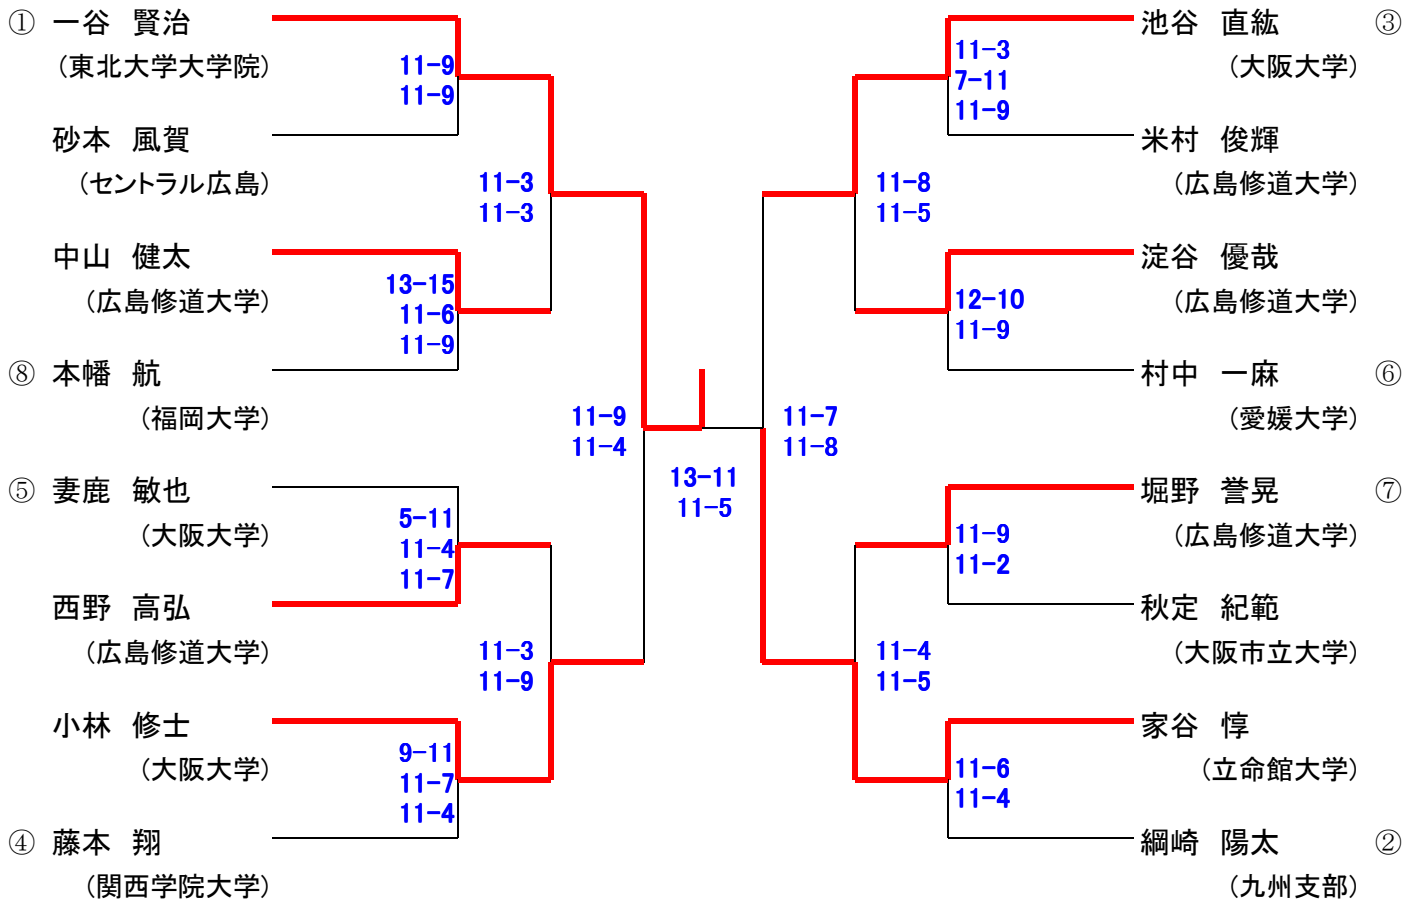 ① 一谷 賢治
(東北大学大学院)
11-9
11-9
砂本 風賀
(セントラル広島)
11-3
11-3
中山 健太
(広島修道大学)
13-15
11-6
11-9
⑧ 本幡 航
(福岡大学)
11-9
11-4
⑤ 妻鹿 敏也
(大阪大学)
5-11
11-4
11-7
西野 高弘
(広島修道大学)
11-3
11-9
小林 修士
(大阪大学)
9-11
11-7
11-4
④ 藤本 翔
(関西学院大学)
13-11
11-5
池谷 直紘 ③
(大阪大学)
11-3
7-11
11-9
米村 俊輝
(広島修道大学)
11-8
11-5
淀谷 優哉
(広島修道大学)
12-10
11-9
村中 一麻 ⑥
(愛媛大学)
11-7
11-8
堀野 誉晃 ⑦
(広島修道大学)
11-9
11-2
秋定 紀範
(大阪市立大学)
11-4
11-5
家谷 惇
(立命館大学)
11-6
11-4
綱崎 陽太 ②
(九州支部)